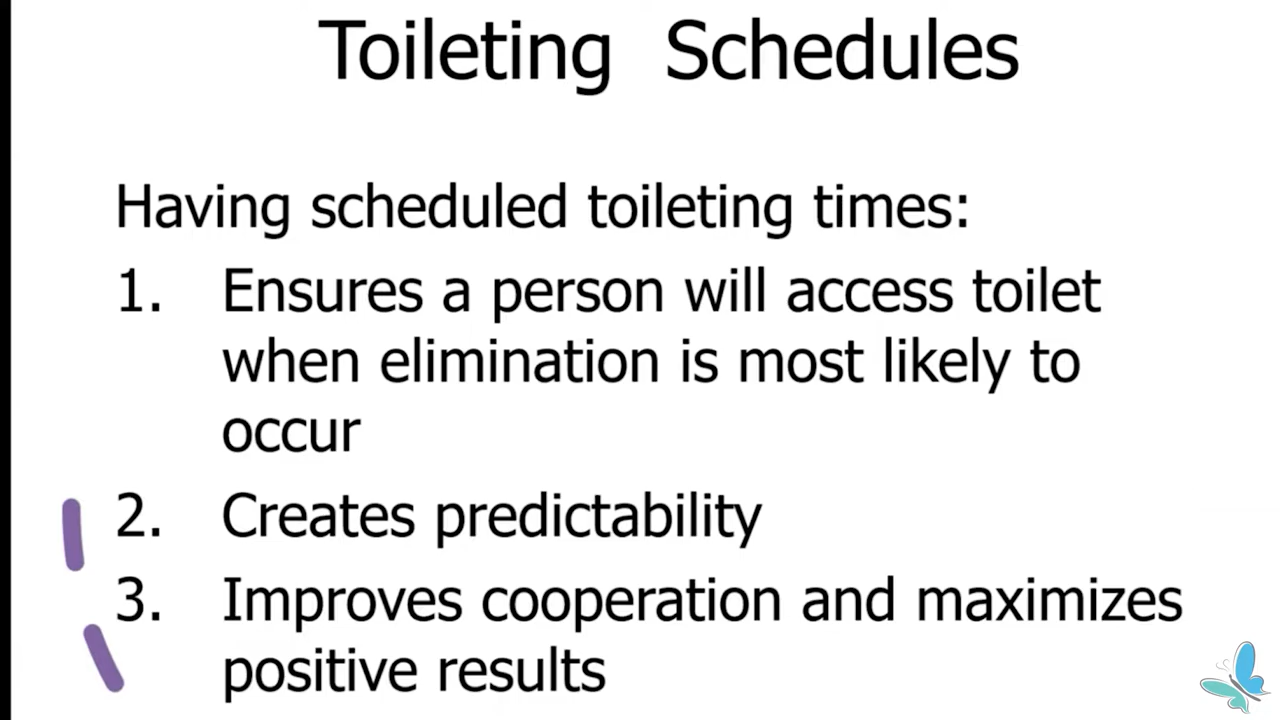 Toileting Schedules
Having scheduled toileting times:
1. Ensures a person will access toilet
when elimination is most likely to
occur
2. Creates predictability
3. Improves cooperation and maximizes
positive results